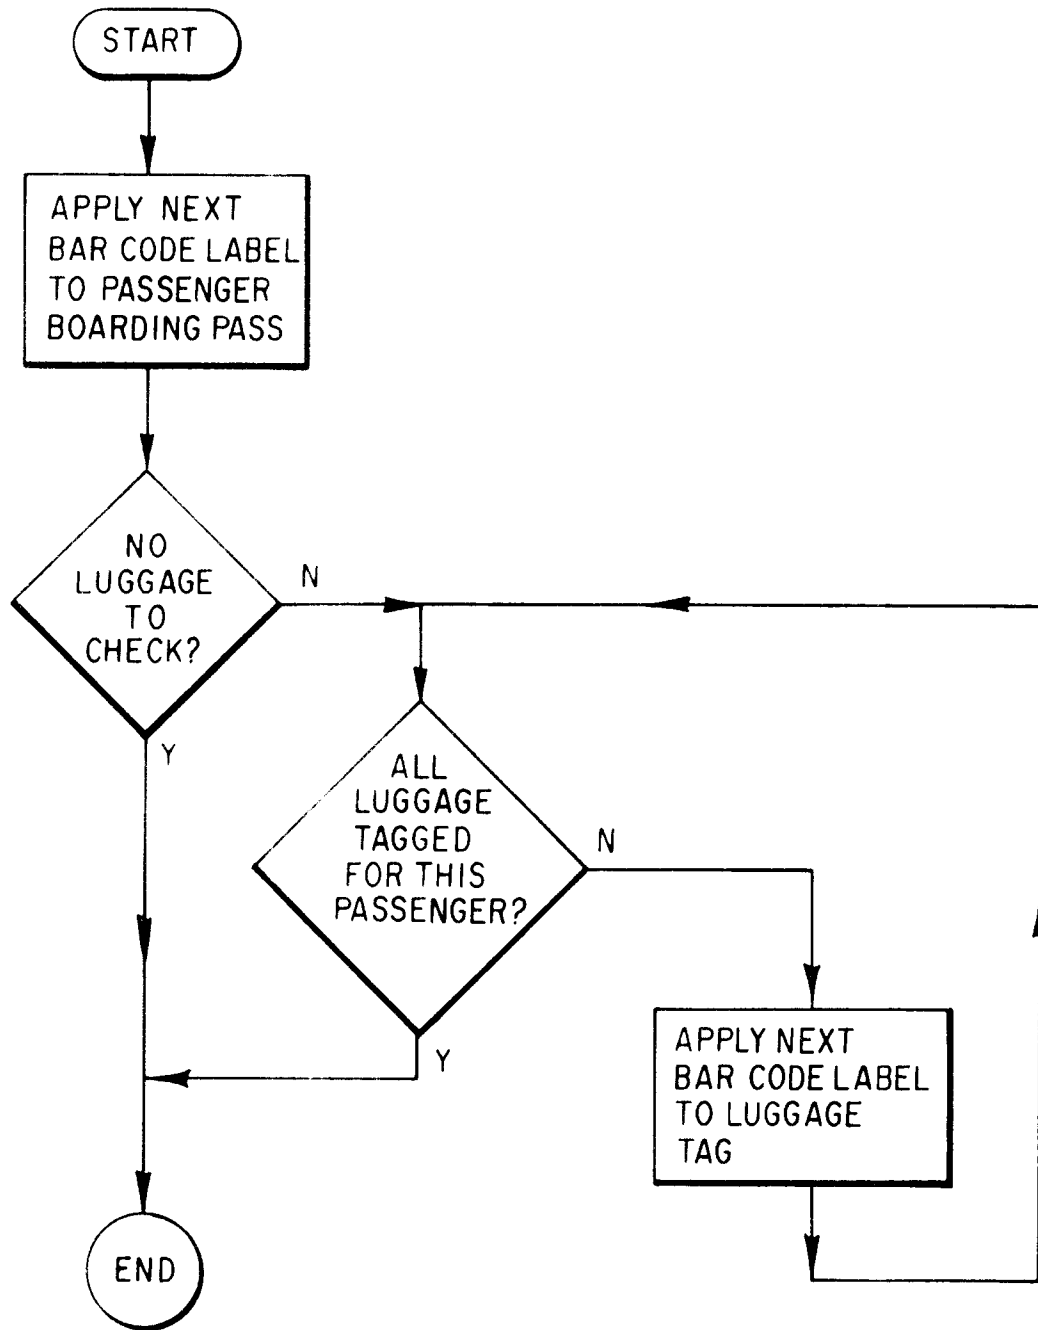 START
APPLY NEXT
BAR CODE LABEL
TO PASSENGER
BOARDING PASS
NO
LUGGAGE
TO
CHECK?
N
Y
ALL
LUGGAGE
TAGGED
FOR THIS
PASSENGER?
N
Y
APPLY NEXT
BAR CODE LABEL
TO LUGGAGE
TAG
END